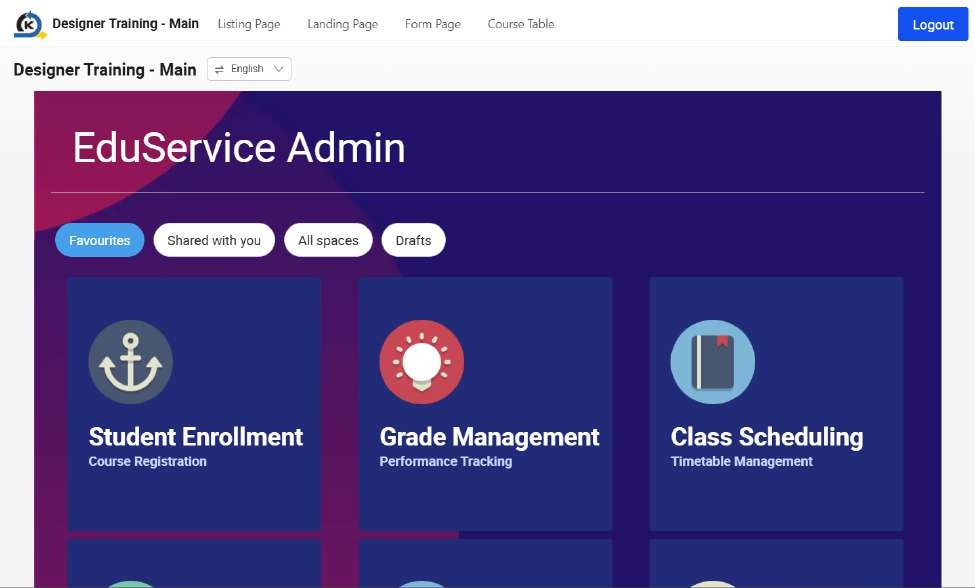 Designer Training - Main Listing Page Landing Page Form Page Course Table Logout
Designer Training - Main English
EduService Admin
Favourites Shared with you All spaces Drafts
Student Enrollment
Course Registration
Grade Management
Performance Tracking
Class Scheduling
Timetable Management